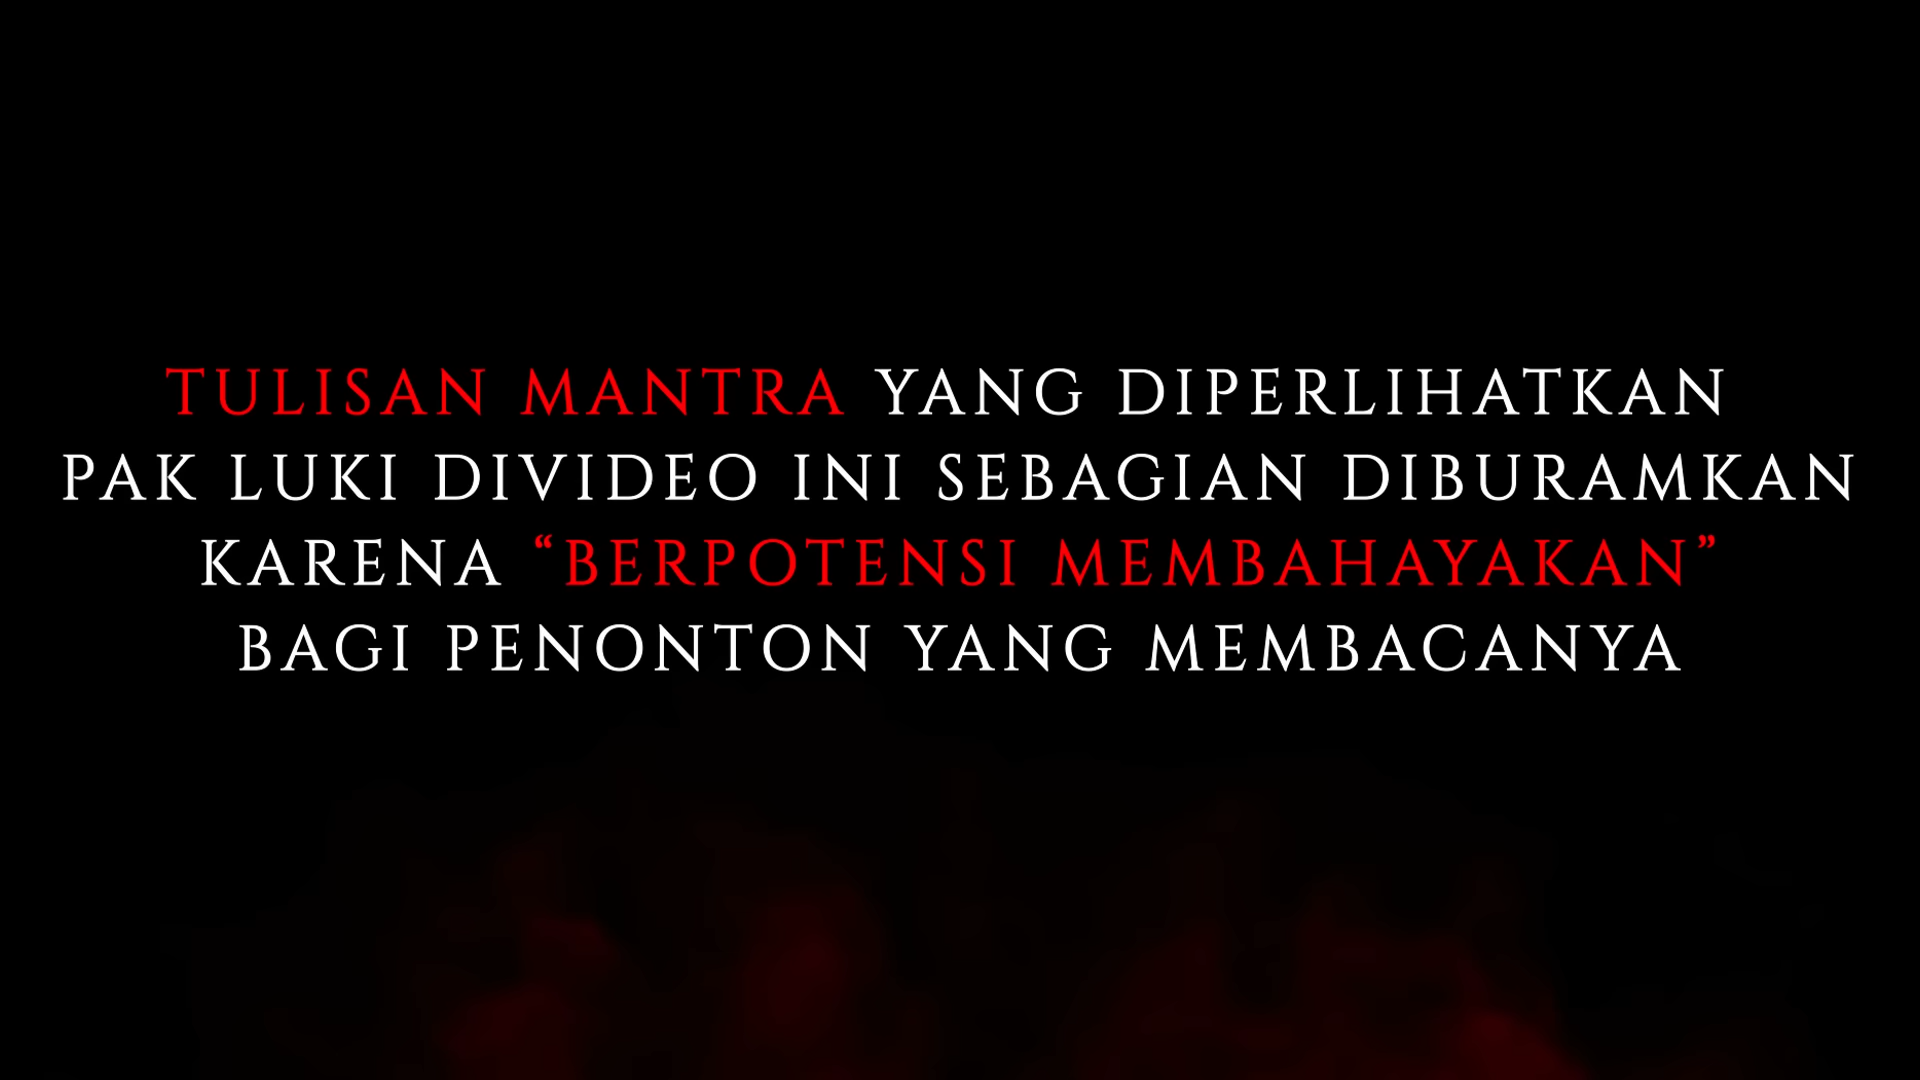 TULISAN MANTRA YANG DIPERLIHATKAN
PAK LUKI DIVIDEO INI SEBAGIAN DIBURAMKAN
KARENA “BERPOTENSI MEMBAHAYAKAN”
BAGI PENONTON YANG MEMBACANYA